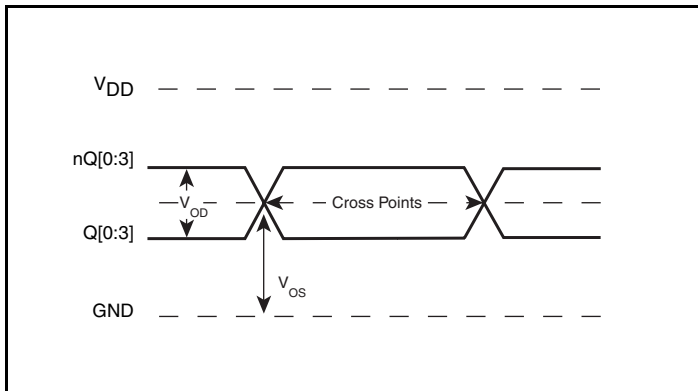 VDD
nQ[0:3]
VOD
Cross Points
Q[0:3]
VOS
GND